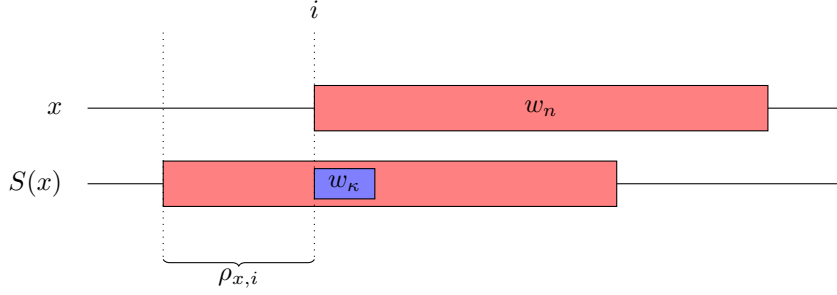 i
x
w_n
S(x)
w_κ
ρ_{x,i}